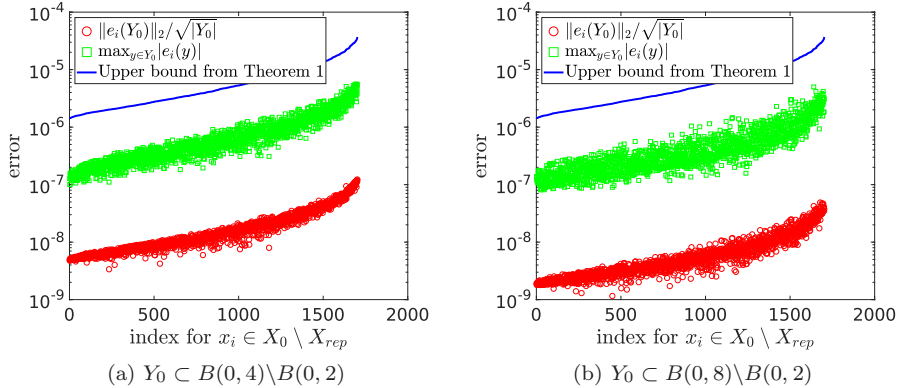 ‖e_i(Y_0)‖_2/√|Y_0|
max_{y∈Y_0}|e_i(y)|
Upper bound from Theorem 1
10^{-4}
10^{-5}
10^{-6}
10^{-7}
10^{-8}
10^{-9}
error
0 500 1000 1500 2000
index for x_i ∈ X_0 \ X_{rep}
(a) Y_0 ⊂ B(0, 4)\B(0, 2)
‖e_i(Y_0)‖_2/√|Y_0|
max_{y∈Y_0}|e_i(y)|
Upper bound from Theorem 1
10^{-4}
10^{-5}
10^{-6}
10^{-7}
10^{-8}
10^{-9}
error
0 500 1000 1500 2000
index for x_i ∈ X_0 \ X_{rep}
(b) Y_0 ⊂ B(0, 8)\B(0, 2)